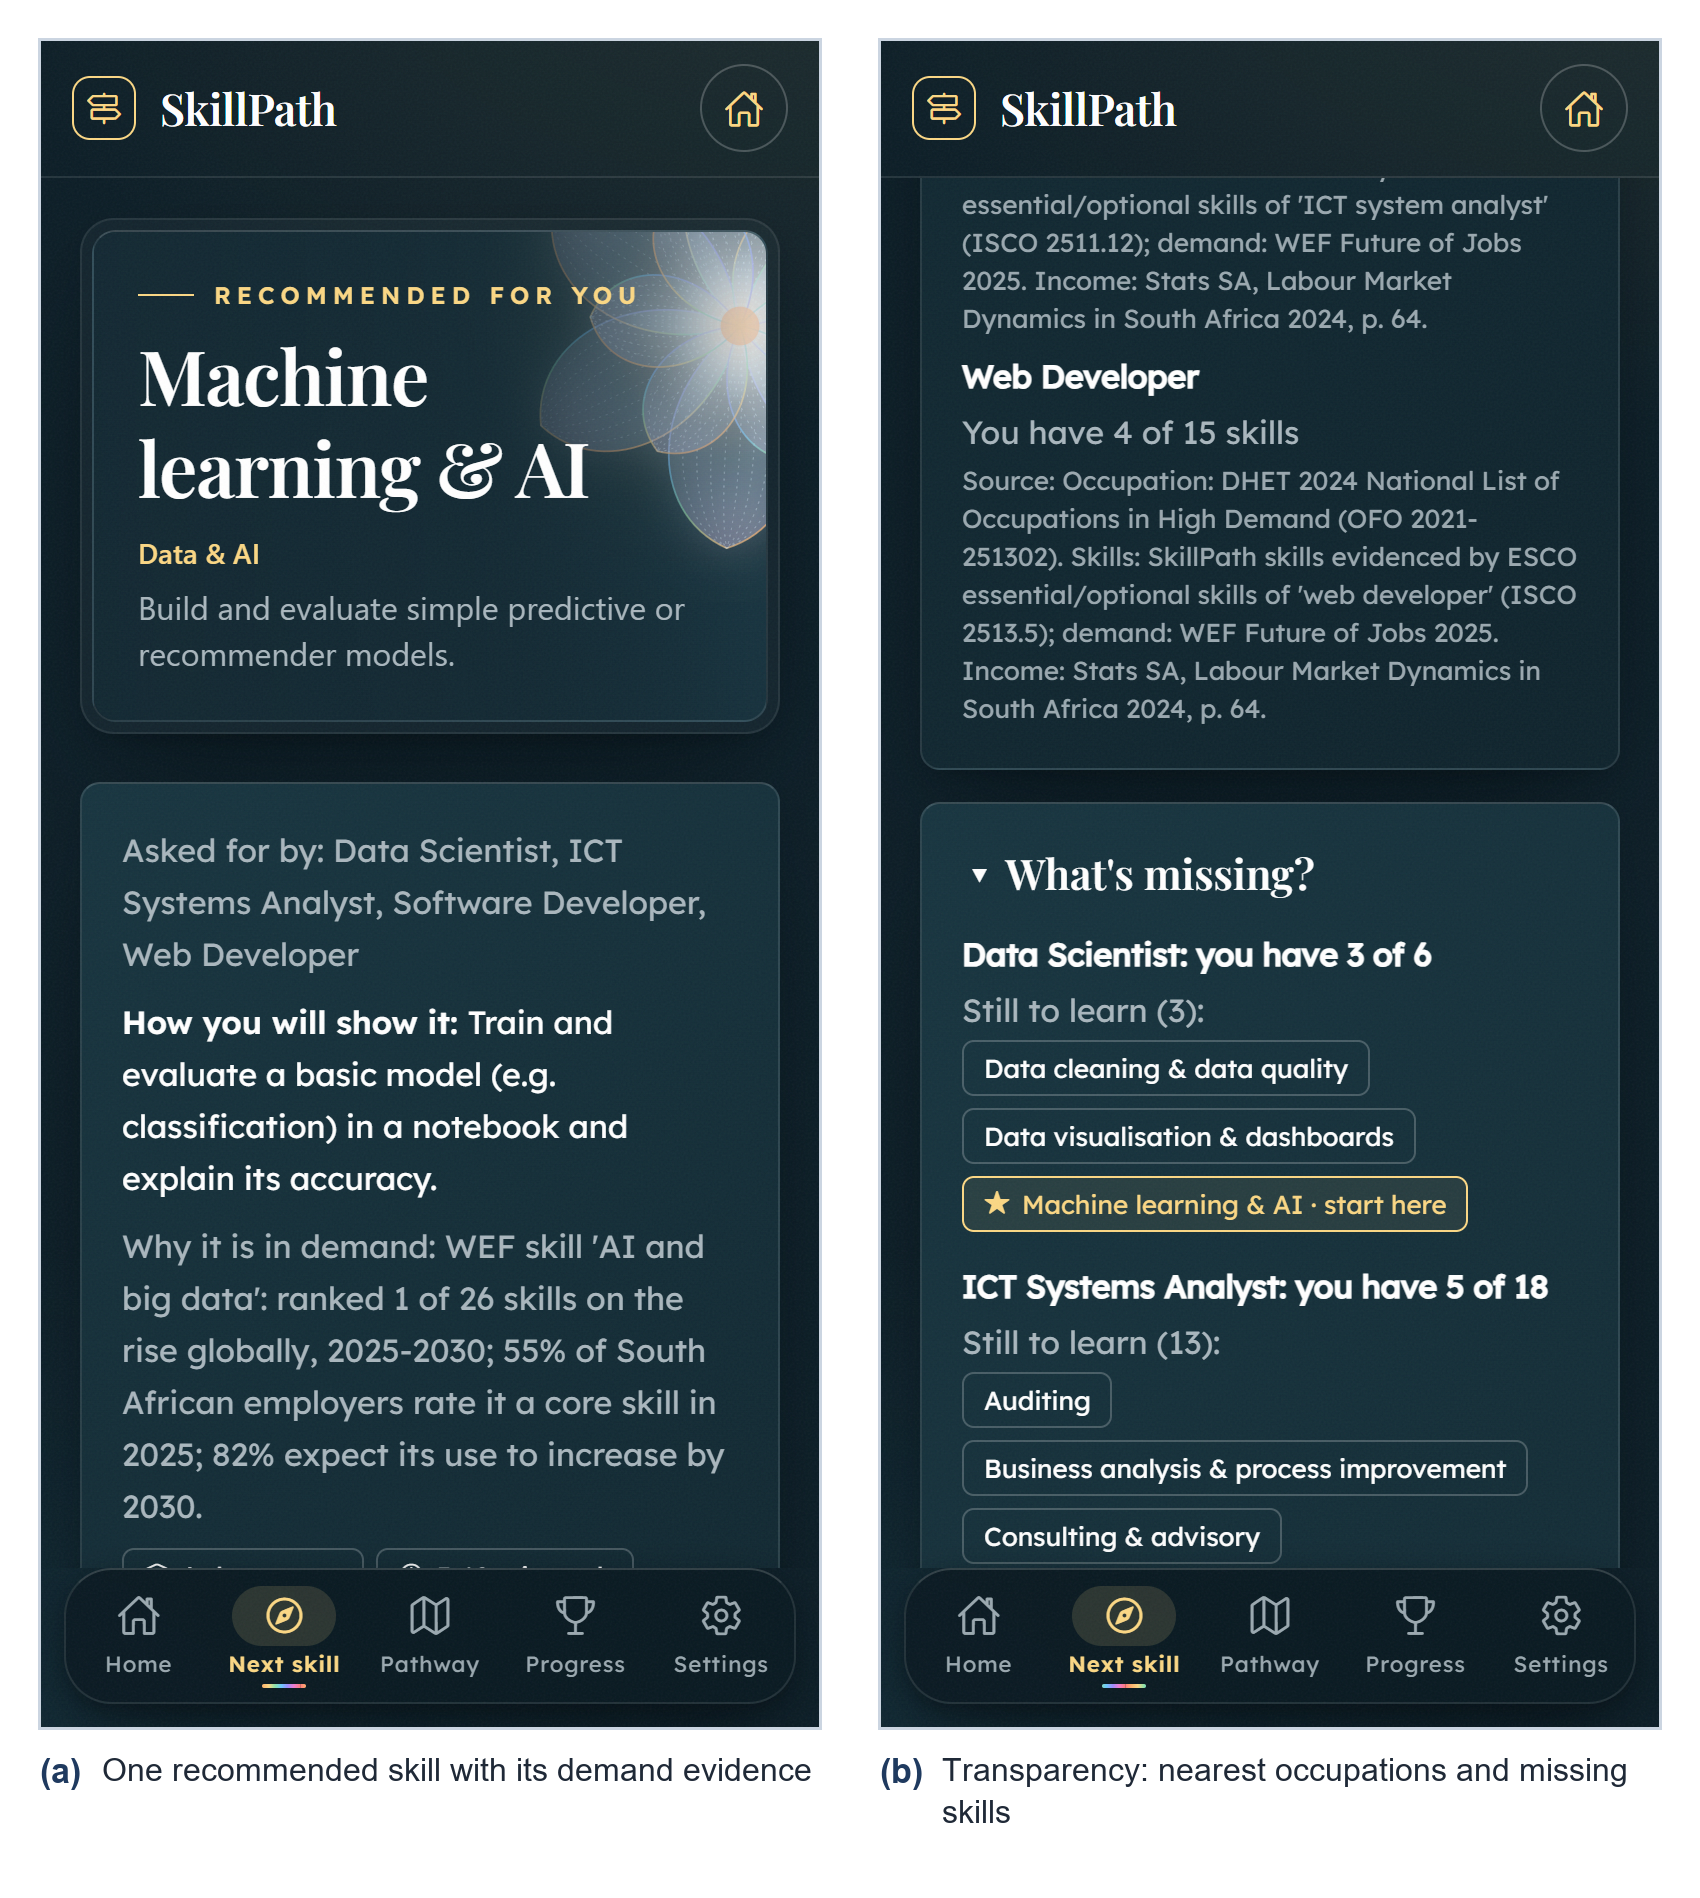 SkillPath
RECOMMENDED FOR YOU
Machine
learning & AI
Data & AI
Build and evaluate simple predictive or
recommender models.
Asked for by: Data Scientist, ICT
Systems Analyst, Software Developer,
Web Developer
How you will show it: Train and
evaluate a basic model (e.g.
classification) in a notebook and
explain its accuracy.
Why it is in demand: WEF skill 'AI and
big data': ranked 1 of 26 skills on the
rise globally, 2025-2030; 55% of South
African employers rate it a core skill in
2025; 82% expect its use to increase by
2030.
Home
Next skill
Pathway
Progress
Settings
(a) One recommended skill with its demand evidence
SkillPath
essential/optional skills of 'ICT system analyst'
(ISCO 2511.12); demand: WEF Future of Jobs
2025. Income: Stats SA, Labour Market
Dynamics in South Africa 2024, p. 64.
Web Developer
You have 4 of 15 skills
Source: Occupation: DHET 2024 National List of
Occupations in High Demand (OFO 2021-
251302). Skills: SkillPath skills evidenced by ESCO
essential/optional skills of 'web developer' (ISCO
2513.5); demand: WEF Future of Jobs 2025.
Income: Stats SA, Labour Market Dynamics in
South Africa 2024, p. 64.
What's missing?
Data Scientist: you have 3 of 6
Still to learn (3):
Data cleaning & data quality
Data visualisation & dashboards
★ Machine learning & AI · start here
ICT Systems Analyst: you have 5 of 18
Still to learn (13):
Auditing
Business analysis & process improvement
Consulting & advisory
Home
Next skill
Pathway
Progress
Settings
(b) Transparency: nearest occupations and missing
skills